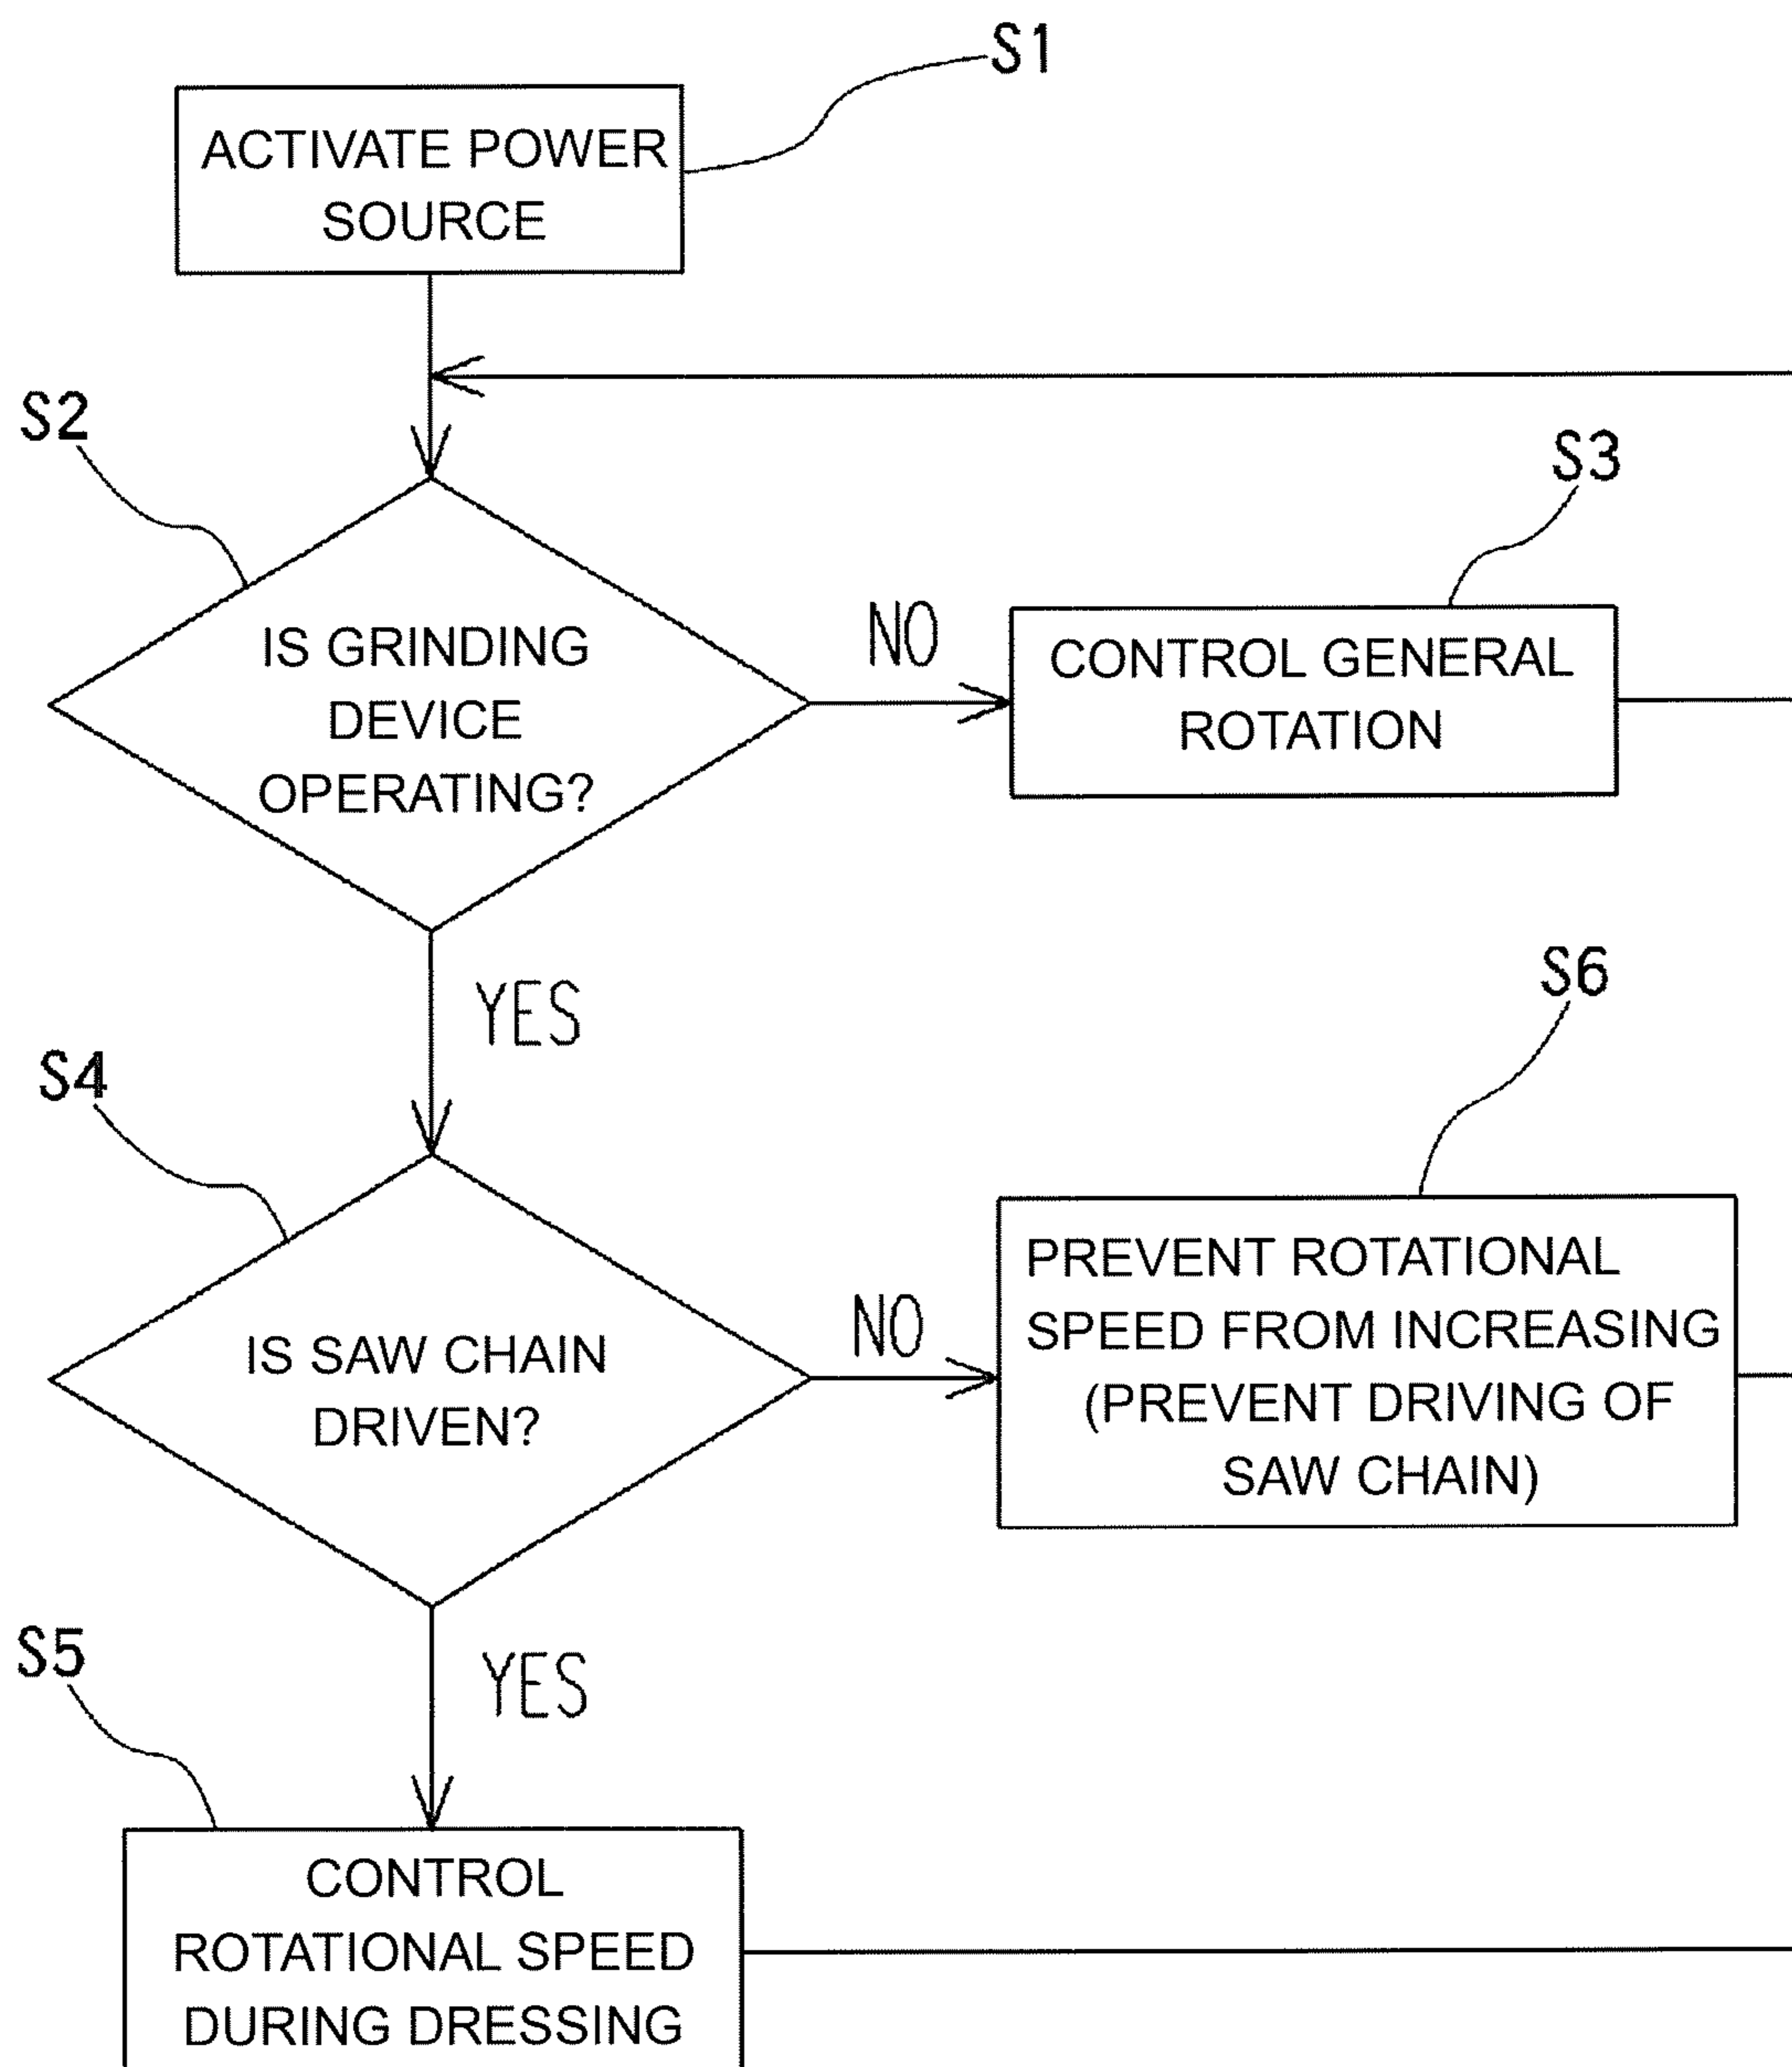 S1
ACTIVATE POWER
SOURCE
S2
IS GRINDING
DEVICE
OPERATING?
NO
S3
CONTROL GENERAL
ROTATION
YES
S4
IS SAW CHAIN
DRIVEN?
NO
S6
PREVENT ROTATIONAL
SPEED FROM INCREASING
(PREVENT DRIVING OF
SAW CHAIN)
YES
S5
CONTROL
ROTATIONAL SPEED
DURING DRESSING